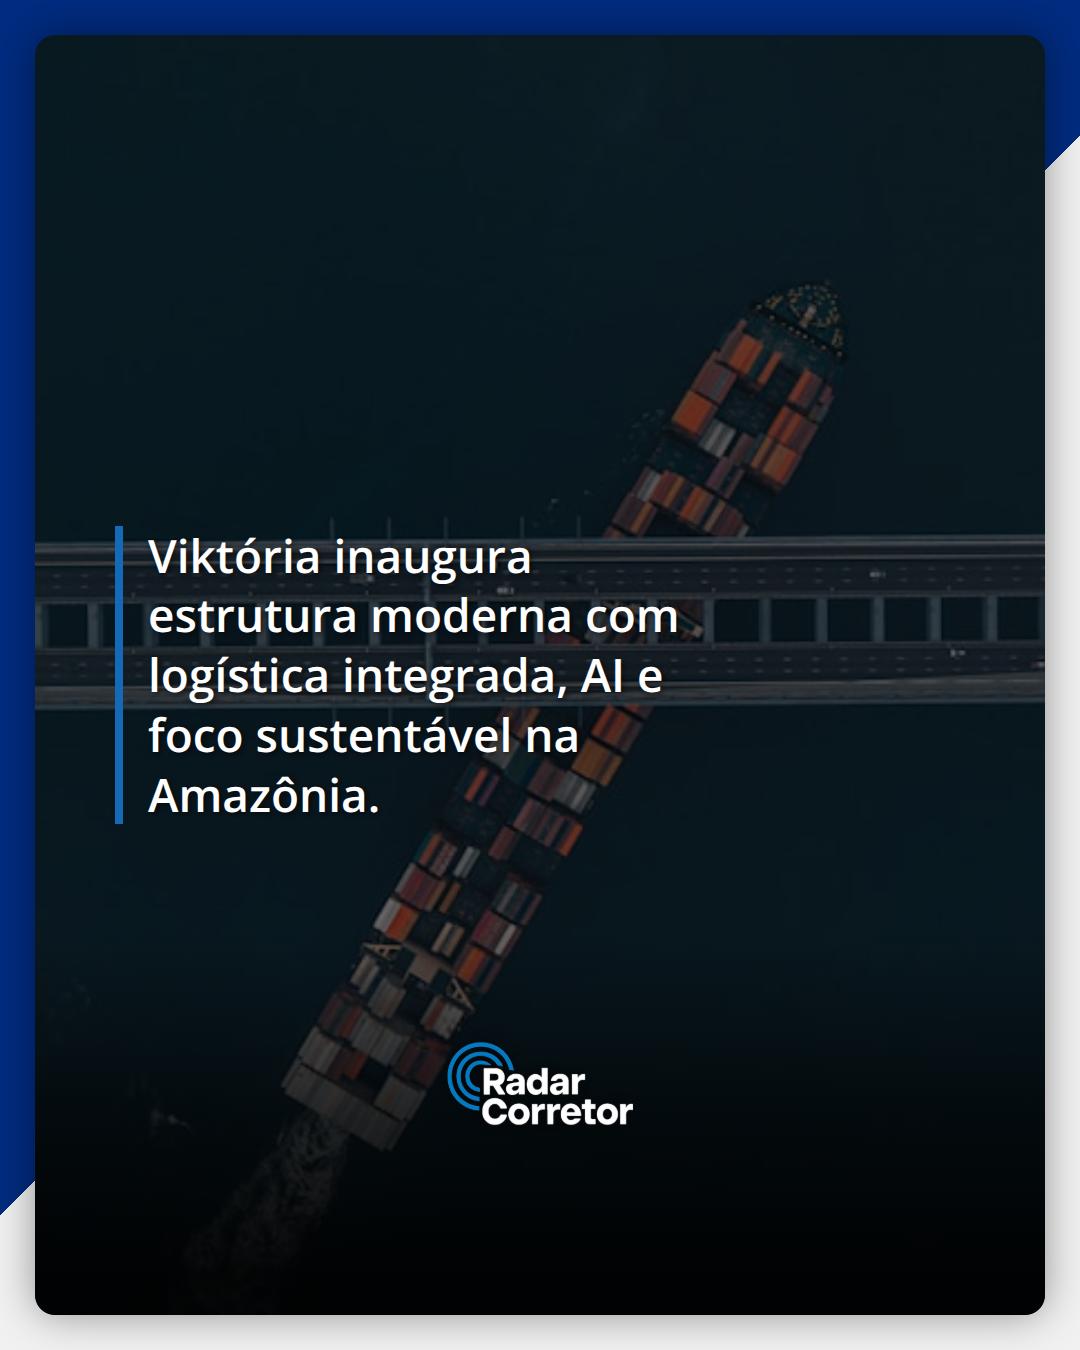 Viktória inaugura
estrutura moderna com
logística integrada, AI e
foco sustentável na
Amazônia.
Radar
Corretor